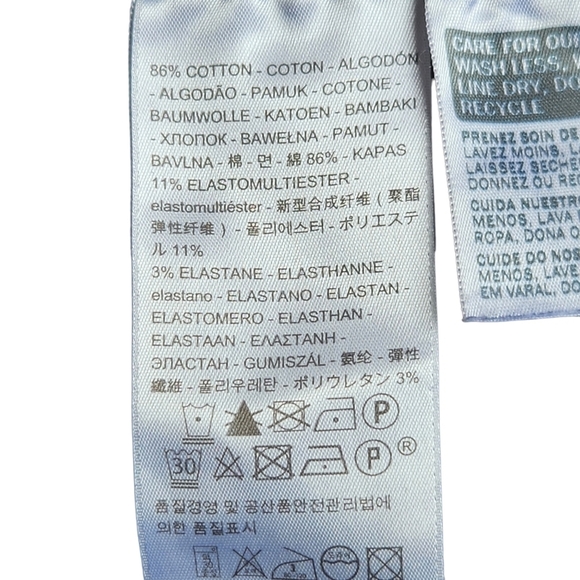 86% COTTON - COTON - ALGODÓN
- ALGODÃO - PAMUK - COTONE -
BAUMWOLLE - KATOEN - BAMBAKI
- ХЛОПОК - BAWEŁNA - PAMUT -
BAVLNA - 棉 - 면 - 綿 86% - KAPAS
11% ELASTOMULTIESTER -
elastomultiéster - 新型合成纤维（聚酯
弹性纤维）- 폴리에스터 - ポリエステ
ル 11%
3% ELASTANE - ELASTHANNE -
elastano - ELASTANO - ELASTAN -
ELASTOMERO - ELASTHAN -
ELASTAAN - ΕΛΑΣΤΑΝΗ -
ЭЛАСТАН - GUMISZÁL - 氨纶 - 彈性
纖維 - 폴리우레탄 - ポリウレタン 3%
P
30 P ®
품질경영 및 공산품안전관리법에
의한 품질표시
CARE FOR OUR
WASH LESS,
LINE DRY, DO
RECYCLE
PRENEZ SOIN DE
LAVEZ MOINS,
LAISSEZ SECHE
DONNEZ OU RE
CUIDA NUESTRO
MENOS, LAVA
ROPA, DONA O
CUIDE DO NOS
MENOS, LAVE
EM VARAL, DO